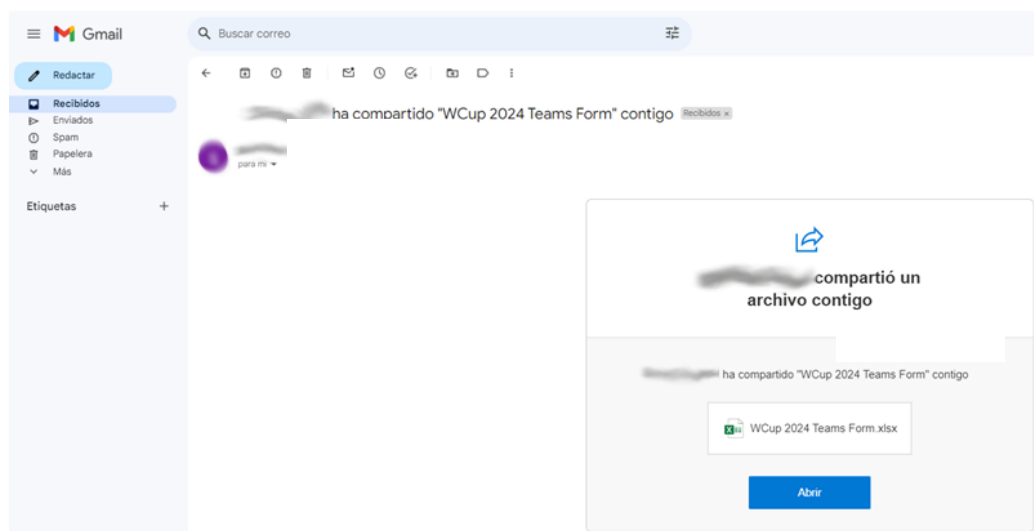 Gmail
Buscar correo
Redactar
Recibidos
Enviados
Spam
Papelera
Más
Etiquetas
ha compartido "WCup 2024 Teams Form" contigo Recibidos x
para mi
compartió un
archivo contigo
ha compartido "WCup 2024 Teams Form" contigo
WCup 2024 Teams Form.xlsx
Abrir